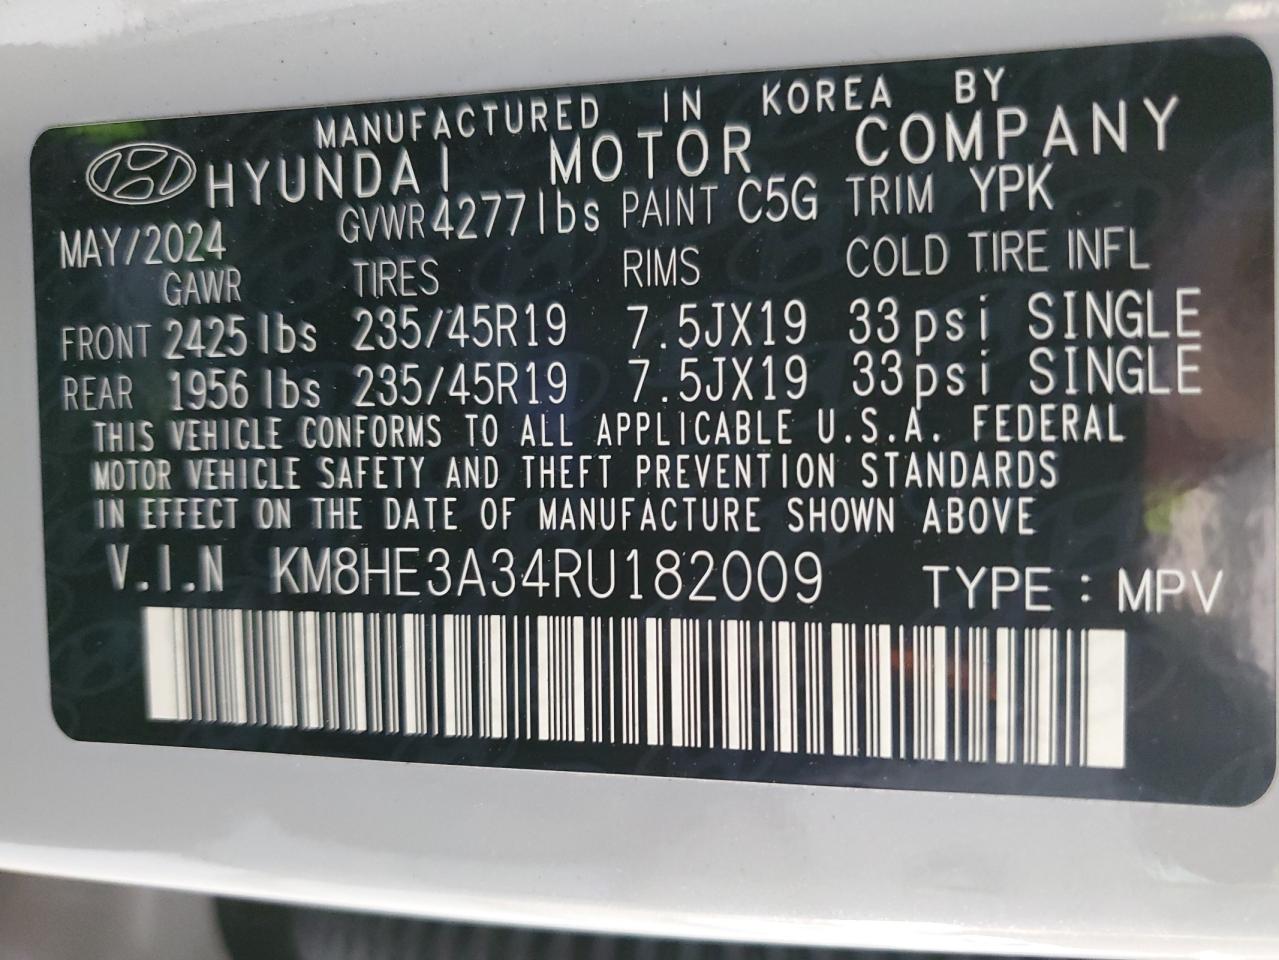 MANUFACTURED IN KOREA BY
HYUNDAI MOTOR COMPANY
MAY/2024 GVWR 4277lbs PAINT C5G TRIM YPK
GAWR TIRES RIMS COLD TIRE INFL
FRONT 2425 lbs 235/45R19 7.5JX19 33psi SINGLE
REAR 1956 lbs 235/45R19 7.5JX19 33psi SINGLE
THIS VEHICLE CONFORMS TO ALL APPLICABLE U.S.A. FEDERAL
MOTOR VEHICLE SAFETY AND THEFT PREVENTION STANDARDS
IN EFFECT ON THE DATE OF MANUFACTURE SHOWN ABOVE
V.I.N KM8HE3A34RU182009 TYPE : MPV